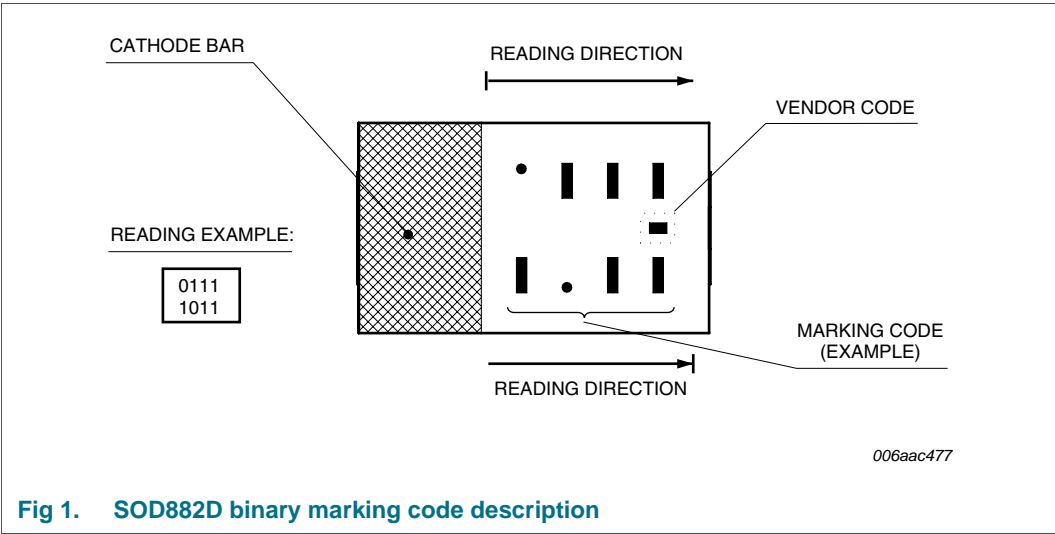 CATHODE BAR
READING DIRECTION
VENDOR CODE
READING EXAMPLE:
0111
1011
MARKING CODE
(EXAMPLE)
READING DIRECTION
006aac477
Fig 1. SOD882D binary marking code description